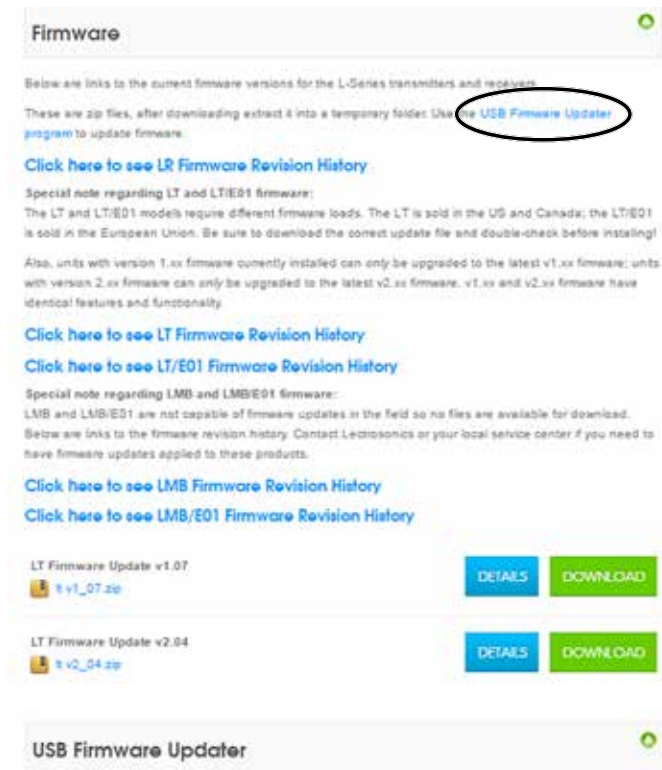 Firmware
Below are links to the current firmware versions for the L-Series transmitters and receivers.
These are zip files, after downloading extract it into a temporary folder. Use the USB Firmware Updater
program to update firmware.
Click here to see LR Firmware Revision History
Special note regarding LT and LT/E01 firmware:
The LT and LT/E01 models require different firmware loads. The LT is sold in the US and Canada; the LT/E01
is sold in the European Union. Be sure to download the correct update file and double-check before installing!
Also, units with version 1.xx firmware currently installed can only be upgraded to the latest v1.xx firmware; units
with version 2.xx firmware can only be upgraded to the latest v2.xx firmware. v1.xx and v2.xx firmware have
identical features and functionality.
Click here to see LT Firmware Revision History
Click here to see LT/E01 Firmware Revision History
Special note regarding LMB and LMB/E01 firmware:
LMB and LMB/E01 are not capable of firmware updates in the field so no files are available for download.
Below are links to the firmware revision history. Contact Lectrosonics or your local service center if you need to
have firmware updates applied to these products.
Click here to see LMB Firmware Revision History
Click here to see LMB/E01 Firmware Revision History
LT Firmware Update v1.07
lt v1_07.zip
DETAILS DOWNLOAD
LT Firmware Update v2.04
lt v2_04.zip
DETAILS DOWNLOAD
USB Firmware Updater